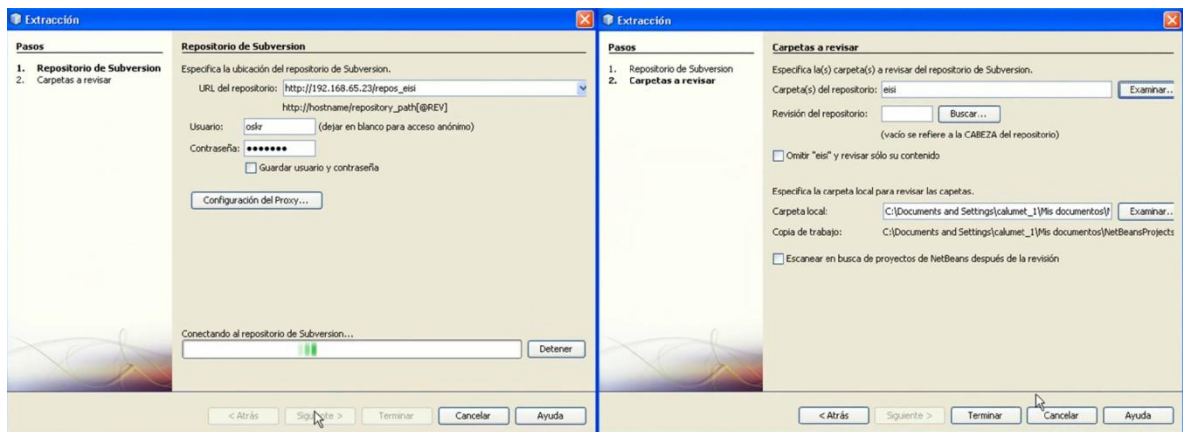 Extracción
Pasos
1. Repositorio de Subversion
2. Carpetas a revisar
Repositorio de Subversion
Especifica la ubicación del repositorio de Subversion.
URL del repositorio: http://192.168.65.23/repos_eisi
http://hostname/repository_path[@REV]
Usuario: oskr (dejar en blanco para acceso anónimo)
Contraseña: •••••••
Guardar usuario y contraseña
Configuración del Proxy...
Conectando al repositorio de Subversion...
Detener
< Atrás Siguiente > Terminar Cancelar Ayuda
Extracción
Pasos
1. Repositorio de Subversion
2. Carpetas a revisar
Carpetas a revisar
Especifica la(s) carpeta(s) a revisar del repositorio de Subversion.
Carpeta(s) del repositorio: eisi Examinar..
Revisión del repositorio: Buscar...
(vacío se refiere a la CABEZA del repositorio)
Omitir "eisi" y revisar sólo su contenido
Especifica la carpeta local para revisar las capetas.
Carpeta local: C:\Documents and Settings\calumet_1\Mis documentos\ Examinar..
Copia de trabajo: C:\Documents and Settings\calumet_1\Mis documentos\NetBeansProjects
Escanear en busca de proyectos de NetBeans después de la revisión
< Atrás Siguiente > Terminar Cancelar Ayuda